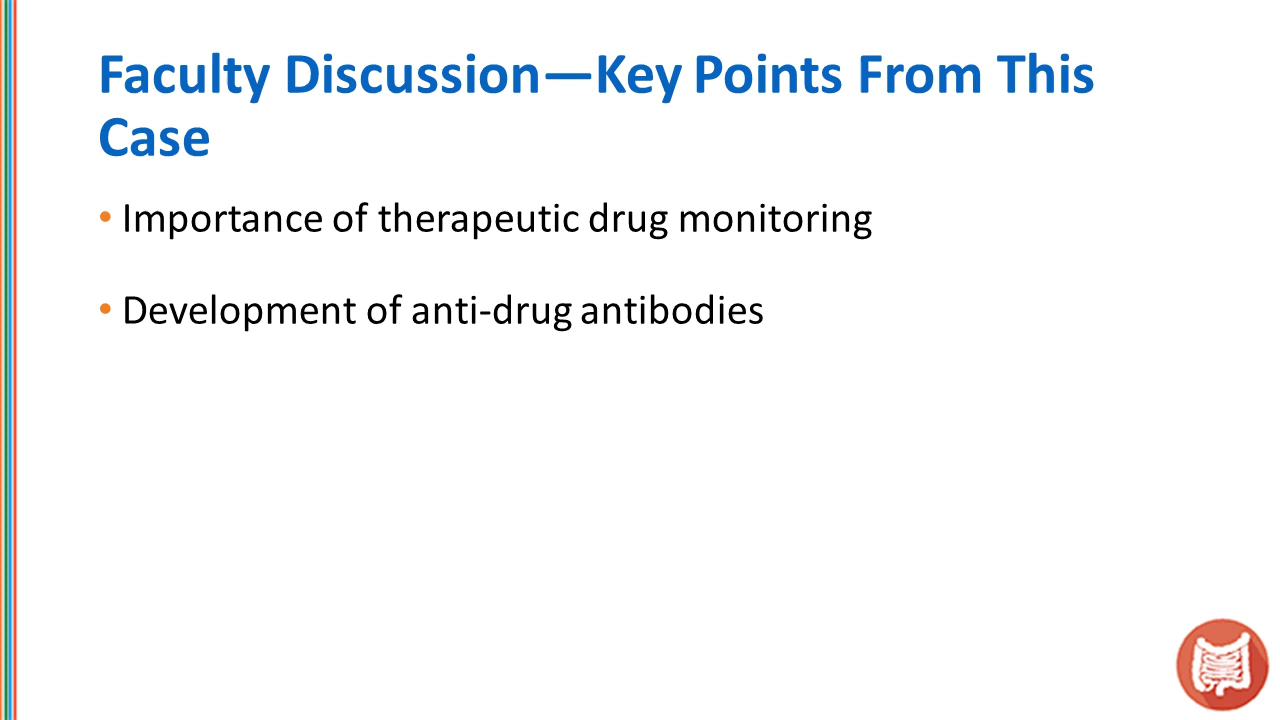 Faculty Discussion—Key Points From This
Case
• Importance of therapeutic drug monitoring
• Development of anti-drug antibodies